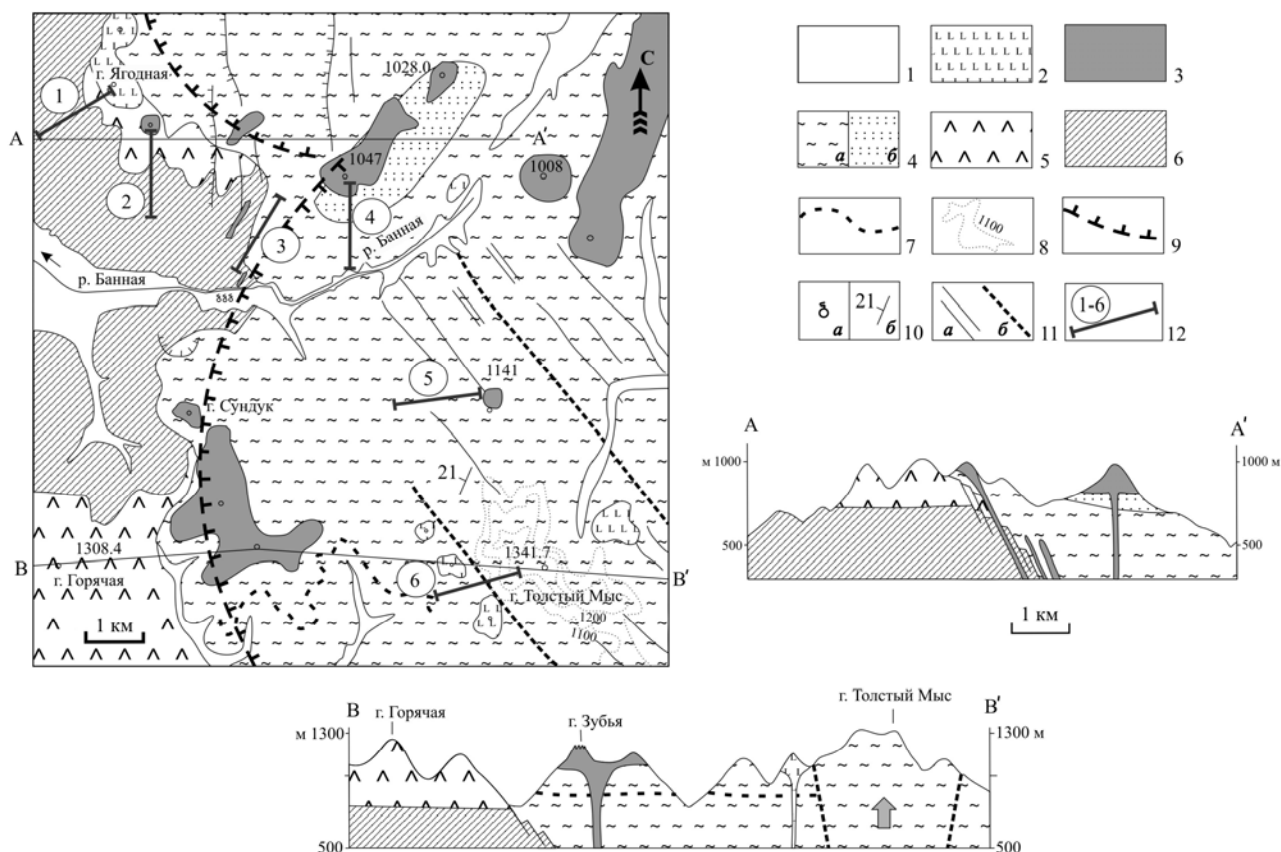 г. Ягодная
1
A
2
1028.0
1047
A'
4
3
С
1008
р. Банная
р. Банная
г. Сундук
5
1141
21
1308.4
B
г. Горячая
6
1341.7
B'
г. Толстый Мыс
1200
1100
1 км
1
2
3
а б 4
5
6
7
1100 8
9
а 21 б 10
а б 11
1-6 12
A A'
м 1000 1000 м
500 500
1 км
B г. Горячая г. Зубья г. Толстый Мыс B'
м 1300 1300 м
500 500